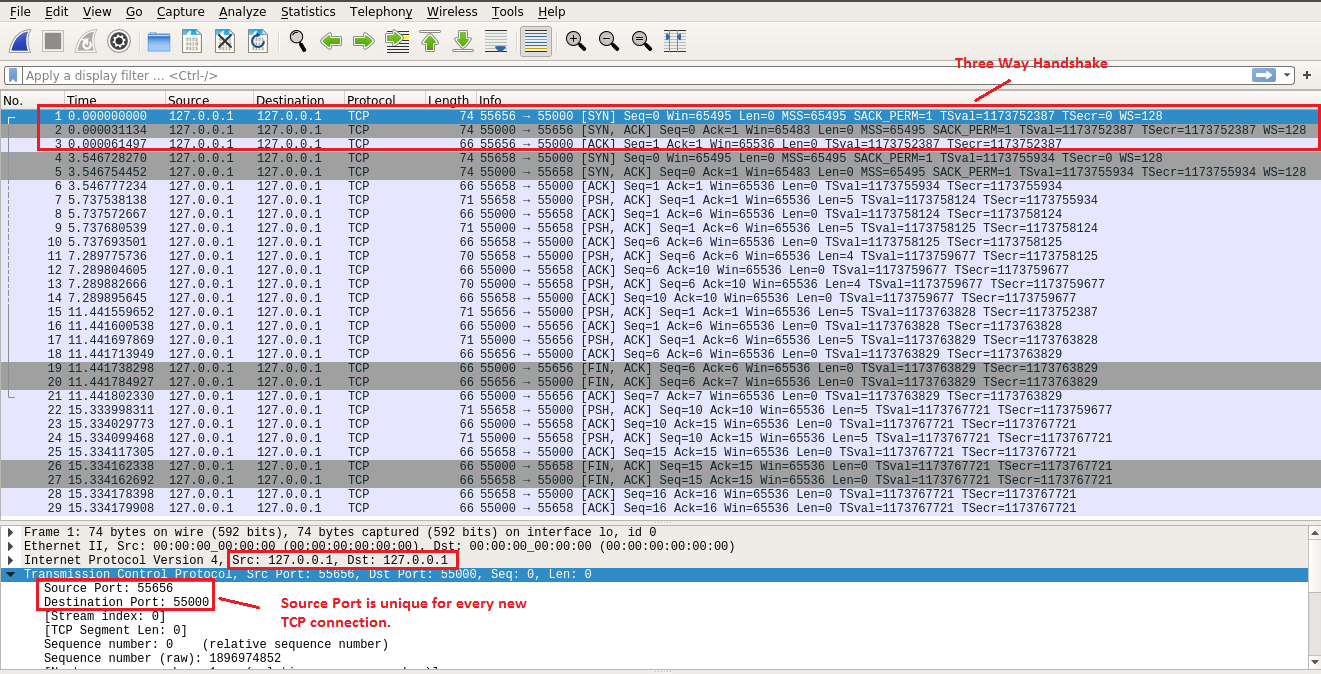 File Edit View Go Capture Analyze Statistics Telephony Wireless Tools Help
Apply a display filter ... <Ctrl-/>
Three Way Handshake
No. Time Source Destination Protocol Length Info
1 0.000000000 127.0.0.1 127.0.0.1 TCP 74 55656 → 55000 [SYN] Seq=0 Win=65495 Len=0 MSS=65495 SACK_PERM=1 TSval=1173752387 TSecr=0 WS=128
2 0.000031134 127.0.0.1 127.0.0.1 TCP 74 55000 → 55656 [SYN, ACK] Seq=0 Ack=1 Win=65483 Len=0 MSS=65495 SACK_PERM=1 TSval=1173752387 TSecr=1173752387 WS=128
3 0.000061497 127.0.0.1 127.0.0.1 TCP 66 55656 → 55000 [ACK] Seq=1 Ack=1 Win=65536 Len=0 TSval=1173752387 TSecr=1173752387
4 3.546728270 127.0.0.1 127.0.0.1 TCP 74 55658 → 55000 [SYN] Seq=0 Win=65495 Len=0 MSS=65495 SACK_PERM=1 TSval=1173755934 TSecr=0 WS=128
5 3.546754452 127.0.0.1 127.0.0.1 TCP 74 55000 → 55658 [SYN, ACK] Seq=0 Ack=1 Win=65483 Len=0 MSS=65495 SACK_PERM=1 TSval=1173755934 TSecr=1173755934 WS=128
6 3.546777234 127.0.0.1 127.0.0.1 TCP 66 55658 → 55000 [ACK] Seq=1 Ack=1 Win=65536 Len=0 TSval=1173755934 TSecr=1173755934
7 5.737538138 127.0.0.1 127.0.0.1 TCP 71 55658 → 55000 [PSH, ACK] Seq=1 Ack=1 Win=65536 Len=5 TSval=1173758124 TSecr=1173755934
8 5.737572667 127.0.0.1 127.0.0.1 TCP 66 55000 → 55658 [ACK] Seq=1 Ack=6 Win=65536 Len=0 TSval=1173758124 TSecr=1173758124
9 5.737680539 127.0.0.1 127.0.0.1 TCP 71 55000 → 55658 [PSH, ACK] Seq=1 Ack=6 Win=65536 Len=5 TSval=1173758125 TSecr=1173758124
10 5.737693501 127.0.0.1 127.0.0.1 TCP 66 55658 → 55000 [ACK] Seq=6 Ack=6 Win=65536 Len=0 TSval=1173758125 TSecr=1173758125
11 7.289775736 127.0.0.1 127.0.0.1 TCP 70 55658 → 55000 [PSH, ACK] Seq=6 Ack=6 Win=65536 Len=4 TSval=1173759677 TSecr=1173758125
12 7.289804605 127.0.0.1 127.0.0.1 TCP 66 55000 → 55658 [ACK] Seq=6 Ack=10 Win=65536 Len=0 TSval=1173759677 TSecr=1173759677
13 7.289882666 127.0.0.1 127.0.0.1 TCP 70 55000 → 55658 [PSH, ACK] Seq=6 Ack=10 Win=65536 Len=4 TSval=1173759677 TSecr=1173759677
14 7.289895645 127.0.0.1 127.0.0.1 TCP 66 55658 → 55000 [ACK] Seq=10 Ack=10 Win=65536 Len=0 TSval=1173759677 TSecr=1173759677
15 11.441559652 127.0.0.1 127.0.0.1 TCP 71 55656 → 55000 [PSH, ACK] Seq=1 Ack=1 Win=65536 Len=5 TSval=1173763828 TSecr=1173752387
16 11.441600538 127.0.0.1 127.0.0.1 TCP 66 55000 → 55656 [ACK] Seq=1 Ack=6 Win=65536 Len=0 TSval=1173763828 TSecr=1173763828
17 11.441697869 127.0.0.1 127.0.0.1 TCP 71 55000 → 55656 [PSH, ACK] Seq=1 Ack=6 Win=65536 Len=5 TSval=1173763829 TSecr=1173763828
18 11.441713949 127.0.0.1 127.0.0.1 TCP 66 55656 → 55000 [ACK] Seq=6 Ack=6 Win=65536 Len=0 TSval=1173763829 TSecr=1173763829
19 11.441738298 127.0.0.1 127.0.0.1 TCP 66 55000 → 55656 [FIN, ACK] Seq=6 Ack=6 Win=65536 Len=0 TSval=1173763829 TSecr=1173763829
20 11.441784927 127.0.0.1 127.0.0.1 TCP 66 55656 → 55000 [FIN, ACK] Seq=6 Ack=7 Win=65536 Len=0 TSval=1173763829 TSecr=1173763829
21 11.441802330 127.0.0.1 127.0.0.1 TCP 66 55000 → 55656 [ACK] Seq=7 Ack=7 Win=65536 Len=0 TSval=1173763829 TSecr=1173763829
22 15.333998311 127.0.0.1 127.0.0.1 TCP 71 55658 → 55000 [PSH, ACK] Seq=10 Ack=10 Win=65536 Len=5 TSval=1173767721 TSecr=1173759677
23 15.334029773 127.0.0.1 127.0.0.1 TCP 66 55000 → 55658 [ACK] Seq=10 Ack=15 Win=65536 Len=0 TSval=1173767721 TSecr=1173767721
24 15.334099468 127.0.0.1 127.0.0.1 TCP 71 55000 → 55658 [PSH, ACK] Seq=10 Ack=15 Win=65536 Len=5 TSval=1173767721 TSecr=1173767721
25 15.334117305 127.0.0.1 127.0.0.1 TCP 66 55658 → 55000 [ACK] Seq=15 Ack=15 Win=65536 Len=0 TSval=1173767721 TSecr=1173767721
26 15.334162338 127.0.0.1 127.0.0.1 TCP 66 55000 → 55658 [FIN, ACK] Seq=15 Ack=15 Win=65536 Len=0 TSval=1173767721 TSecr=1173767721
27 15.334162692 127.0.0.1 127.0.0.1 TCP 66 55658 → 55000 [FIN, ACK] Seq=15 Ack=15 Win=65536 Len=0 TSval=1173767721 TSecr=1173767721
28 15.334178398 127.0.0.1 127.0.0.1 TCP 66 55000 → 55658 [ACK] Seq=16 Ack=16 Win=65536 Len=0 TSval=1173767721 TSecr=1173767721
29 15.334179908 127.0.0.1 127.0.0.1 TCP 66 55658 → 55000 [ACK] Seq=16 Ack=16 Win=65536 Len=0 TSval=1173767721 TSecr=1173767721
Frame 1: 74 bytes on wire (592 bits), 74 bytes captured (592 bits) on interface lo, id 0
Ethernet II, Src: 00:00:00_00:00:00 (00:00:00:00:00:00), Dst: 00:00:00_00:00:00 (00:00:00:00:00:00)
Internet Protocol Version 4, Src: 127.0.0.1, Dst: 127.0.0.1
Transmission Control Protocol, Src Port: 55656, Dst Port: 55000, Seq: 0, Len: 0
Source Port: 55656
Destination Port: 55000
[Stream index: 0]
[TCP Segment Len: 0]
Sequence number: 0 (relative sequence number)
Sequence number (raw): 1896974852
Source Port is unique for every new
TCP connection.